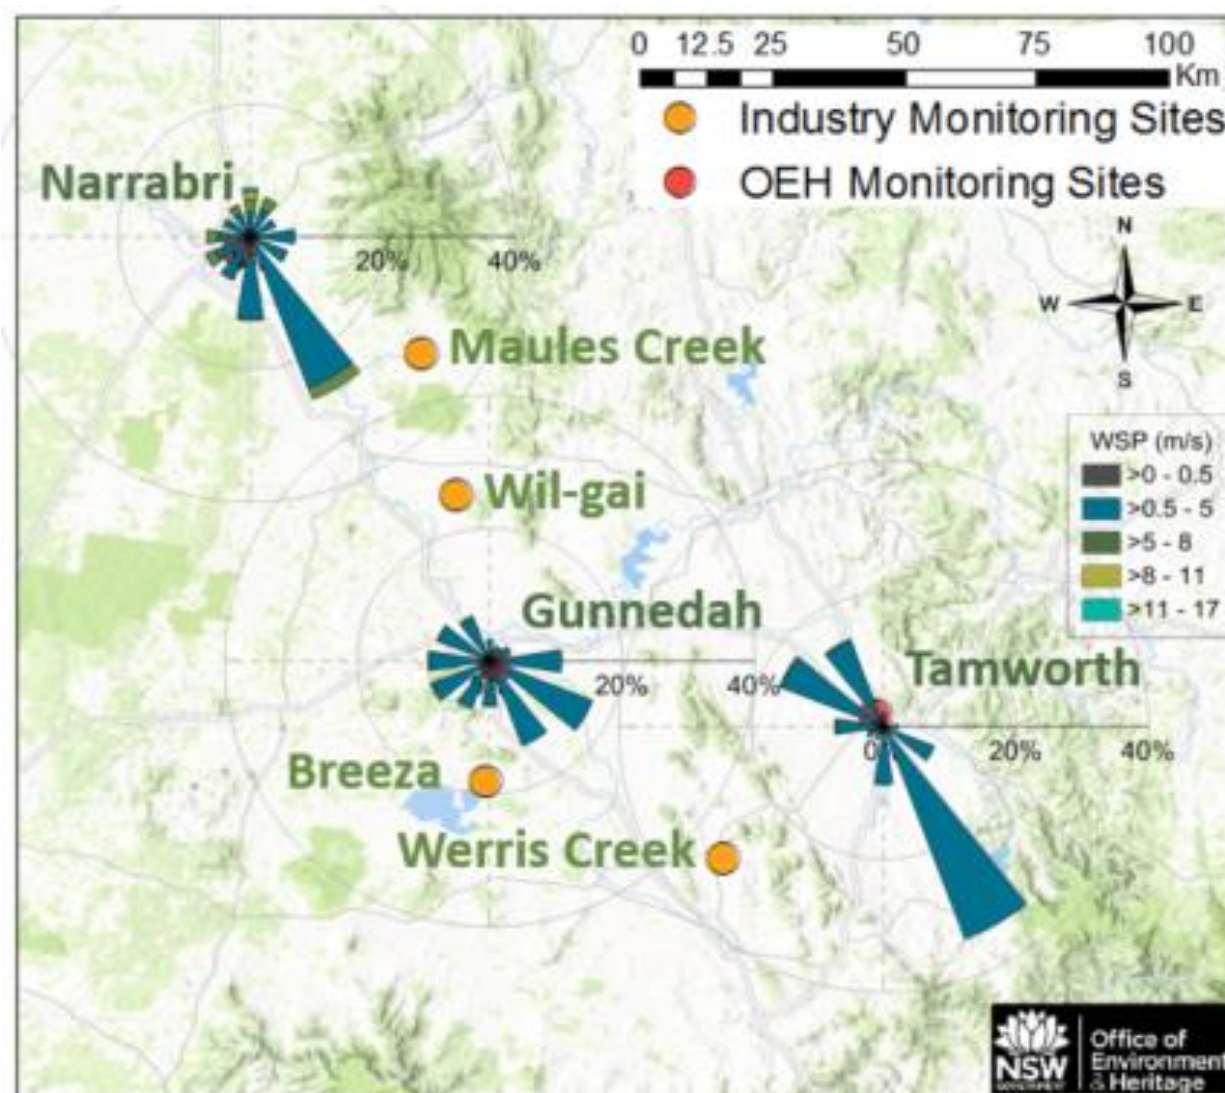 0 12.5 25 50 75 100
Km
Industry Monitoring Sites
OEH Monitoring Sites
Narrabri
20% 40%
N
W E
S
Maules Creek
WSP (m/s)
>0 - 0.5
>0.5 - 5
>5 - 8
>8 - 11
>11 - 17
Wil-gai
Gunnedah
20% 40%
Tamworth
0 20% 40%
Breeza
Werris Creek
NSW
GOVERNMENT
Office of
Environment
& Heritage